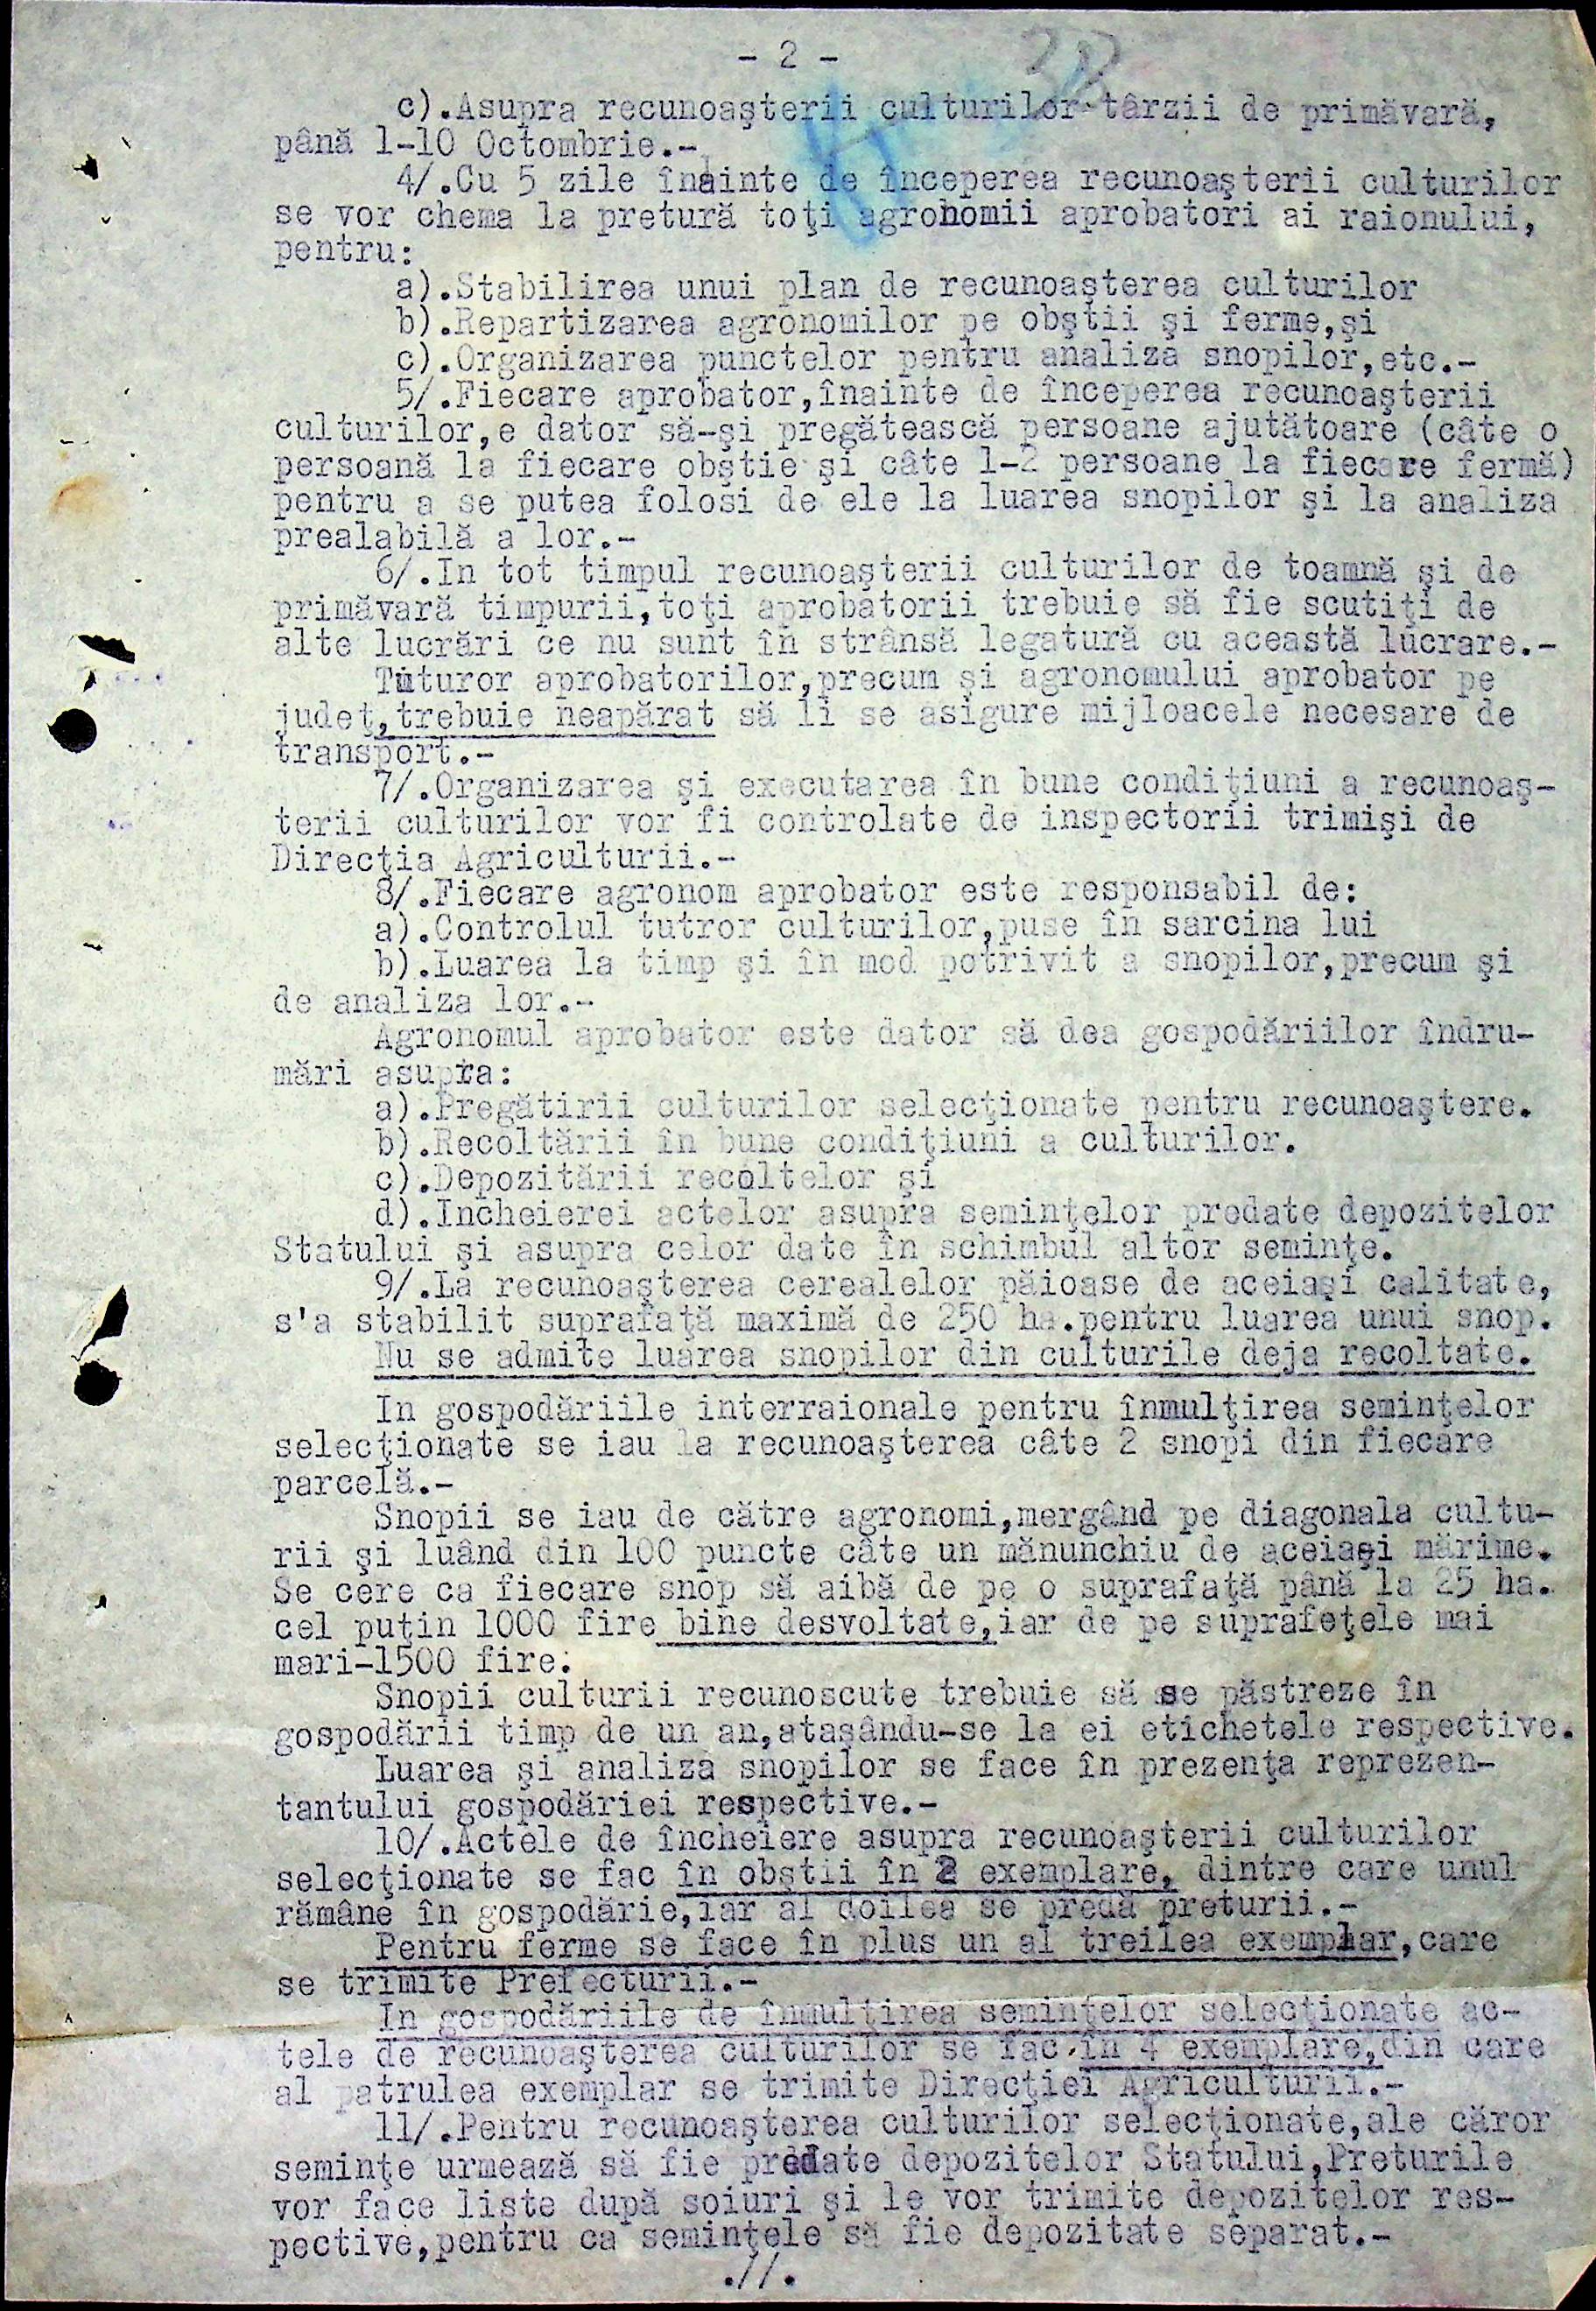 - 2 -
c).Asupra recunoaşterii culturilor târzii de primăvară,
până 1-10 Octombrie.-
4/.Cu 5 zile înainte de începerea recunoaşterii culturilor
se vor chema la pretură toţi agronomii aprobatori ai raionului,
pentru:
a).Stabilirea unui plan de recunoaşterea culturilor
b).Repartizarea agronomilor pe obştii şi ferme,şi
c).Organizarea punctelor pentru analiza snopilor,etc.-
5/.Fiecare aprobator,înainte de începerea recunoaşterii
culturilor,e dator să-şi pregătească persoane ajutătoare (câte o
persoană la fiecare obştie şi câte 1-2 persoane la fiecare fermă)
pentru a se putea folosi de ele la luarea snopilor şi la analiza
prealabilă a lor.-
6/.In tot timpul recunoaşterii culturilor de toamnă şi de
primăvară timpurii,toţi aprobatorii trebuie să fie scutiţi de
alte lucrări ce nu sunt în strânsă legatură cu această lucrare.-
Tuturor aprobatorilor,precum şi agronomului aprobator pe
judeţ,trebuie neapărat să li se asigure mijloacele necesare de
transport.-
7/.Organizarea şi executarea în bune condiţiuni a recunoaş-
terii culturilor vor fi controlate de inspectorii trimişi de
Direcţia Agriculturii.-
8/.Fiecare agronom aprobator este responsabil de:
a).Controlul tutror culturilor,puse în sarcina lui
b).Luarea la timp şi în mod potrivit a snopilor,precum şi
de analiza lor.-
Agronomul aprobator este dator să dea gospodăriilor îndru-
mări asupra:
a).Pregătirii culturilor selecţionate pentru recunoaştere.
b).Recoltării în bune condiţiuni a culturilor.
c).Depozitării recoltelor şi
d).Incheierei actelor asupra seminţelor predate depozitelor
Statului şi asupra celor date în schimbul altor seminţe.
9/.La recunoaşterea cerealelor păioase de aceiaşi calitate,
s'a stabilit suprafaţă maximă de 250 ha.pentru luarea unui snop.
Nu se admite luarea snopilor din culturile deja recoltate.
In gospodăriile interraionale pentru înmulţirea seminţelor
selecţionate se iau la recunoaşterea câte 2 snopi din fiecare
parcelă.-
Snopii se iau de către agronomi,mergând pe diagonala cultu-
rii şi luând din 100 puncte câte un mănunchiu de aceiaşi mărime.
Se cere ca fiecare snop să aibă de pe o suprafaţă până la 25 ha.
cel puţin 1000 fire bine desvoltate,iar de pe suprafeţele mai
mari-1500 fire.
Snopii culturii recunoscute trebuie să se păstreze în
gospodării timp de un an,ataşându-se la ei etichetele respective.
Luarea şi analiza snopilor se face în prezenţa reprezen-
tantului gospodăriei respective.-
10/.Actele de încheiere asupra recunoaşterii culturilor
selecţionate se fac în obştii în 2 exemplare, dintre care unul
rămâne în gospodărie,iar al doilea se predă preturii.-
Pentru ferme se face în plus un al treilea exemplar,care
se trimite Prefecturii.-
In gospodăriile de înmulţirea seminţelor selecţionate ac-
tele de recunoaşterea culturilor se fac în 4 exemplare,din care
al patrulea exemplar se trimite Direcţiei Agriculturii.-
11/.Pentru recunoaşterea culturilor selecţionate,ale căror
seminţe urmează să fie predate depozitelor Statului,Preturile
vor face liste după soiuri şi le vor trimite depozitelor res-
pective,pentru ca seminţele să fie depozitate separat.-
.//.